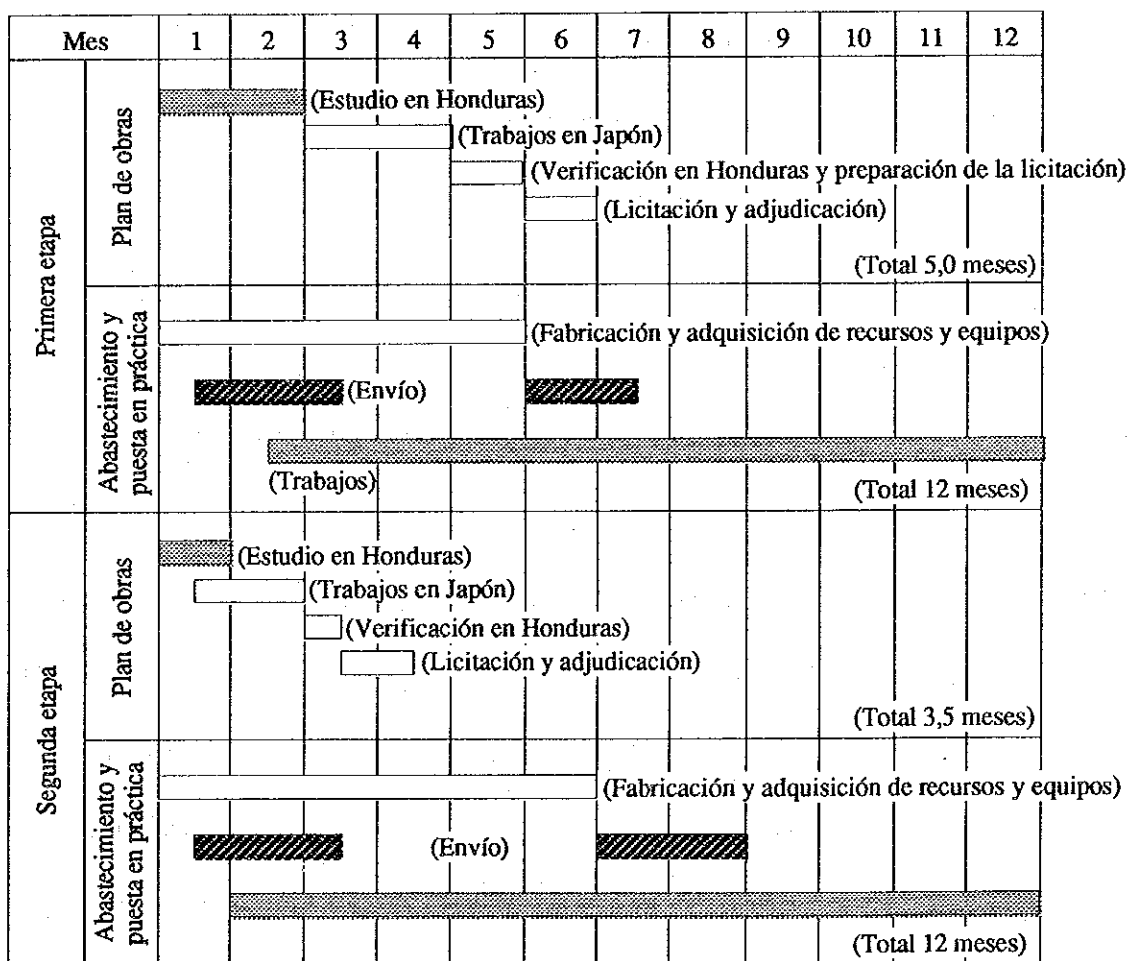 Mes 1 2 3 4 5 6 7 8 9 10 11 12
Primera etapa
Plan de obras
(Estudio en Honduras)
(Trabajos en Japón)
(Verificación en Honduras y preparación de la licitación)
(Licitación y adjudicación)
(Total 5,0 meses)
Abastecimiento y
puesta en práctica
(Fabricación y adquisición de recursos y equipos)
(Envío)
(Trabajos)
(Total 12 meses)
Segunda etapa
Plan de obras
(Estudio en Honduras)
(Trabajos en Japón)
(Verificación en Honduras)
(Licitación y adjudicación)
(Total 3,5 meses)
Abastecimiento y
puesta en práctica
(Fabricación y adquisición de recursos y equipos)
(Envío)
(Total 12 meses)